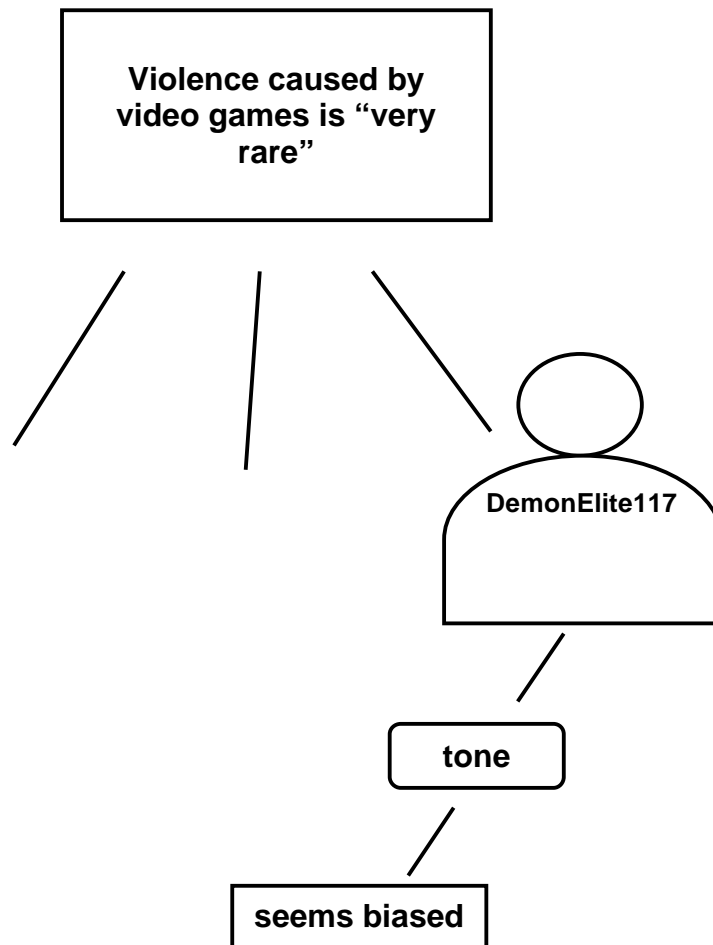 Violence caused by
video games is “very
rare”
DemonElite117
tone
seems biased